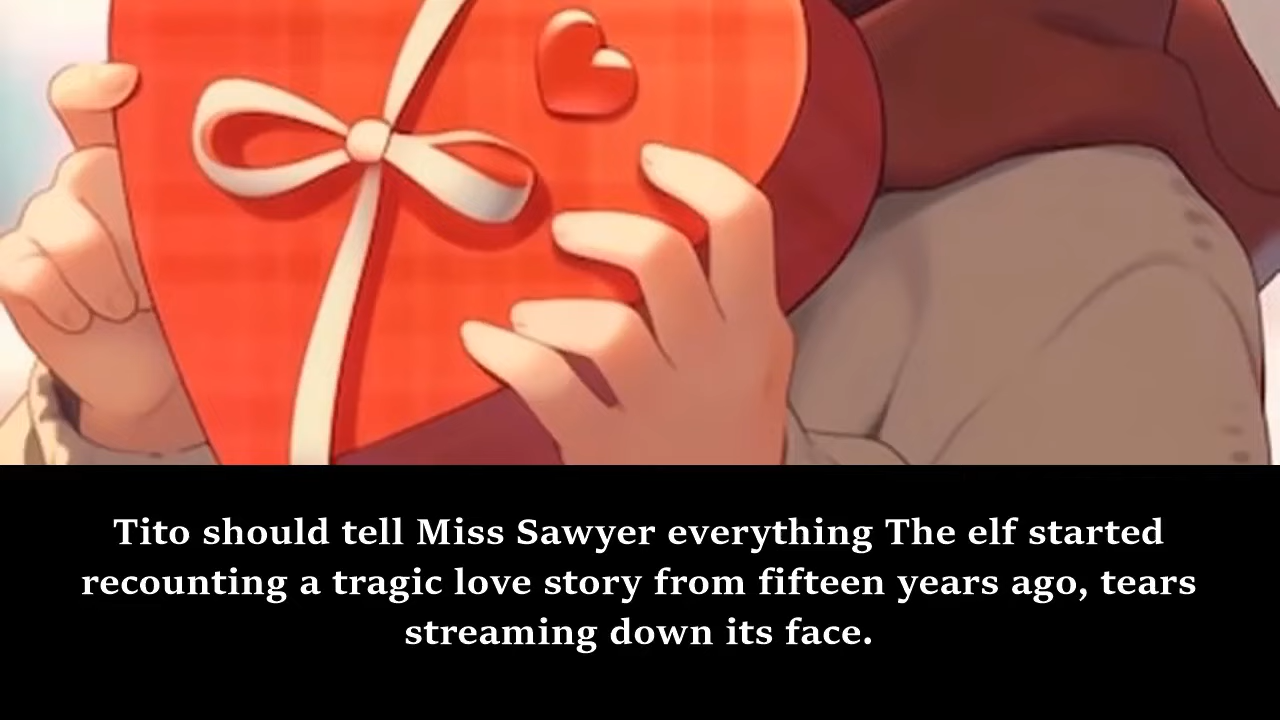 Tito should tell Miss Sawyer everything The elf started
recounting a tragic love story from fifteen years ago, tears
streaming down its face.